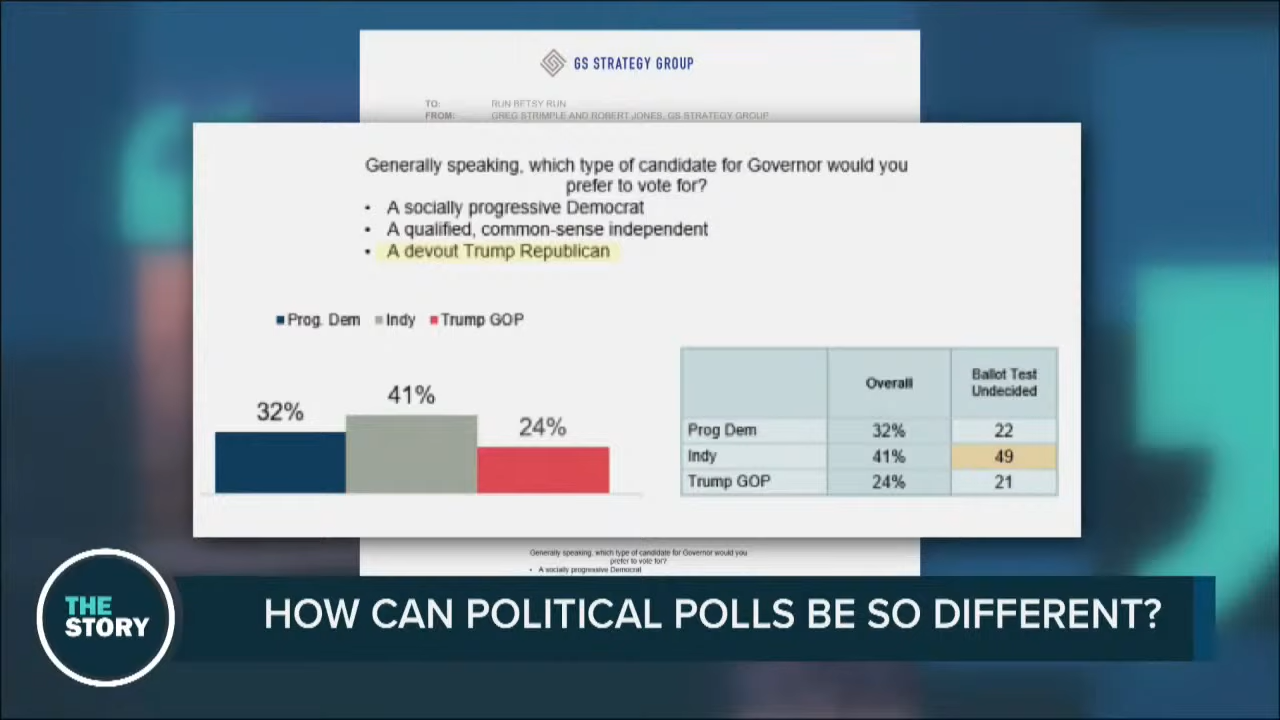 GS STRATEGY GROUP
TO: RUN BETSY RUN
FROM: GREG STRIMPLE AND ROBERT JONES, GS STRATEGY GROUP
Generally speaking, which type of candidate for Governor would you
prefer to vote for?
• A socially progressive Democrat
• A qualified, common-sense independent
• A devout Trump Republican
Prog. Dem Indy Trump GOP
32% 41% 24%
Overall Ballot Test
Undecided
Prog Dem 32% 22
Indy 41% 49
Trump GOP 24% 21
Generally speaking, which type of candidate for Governor would you
prefer to vote for?
• A socially progressive Democrat
THE
STORY
HOW CAN POLITICAL POLLS BE SO DIFFERENT?